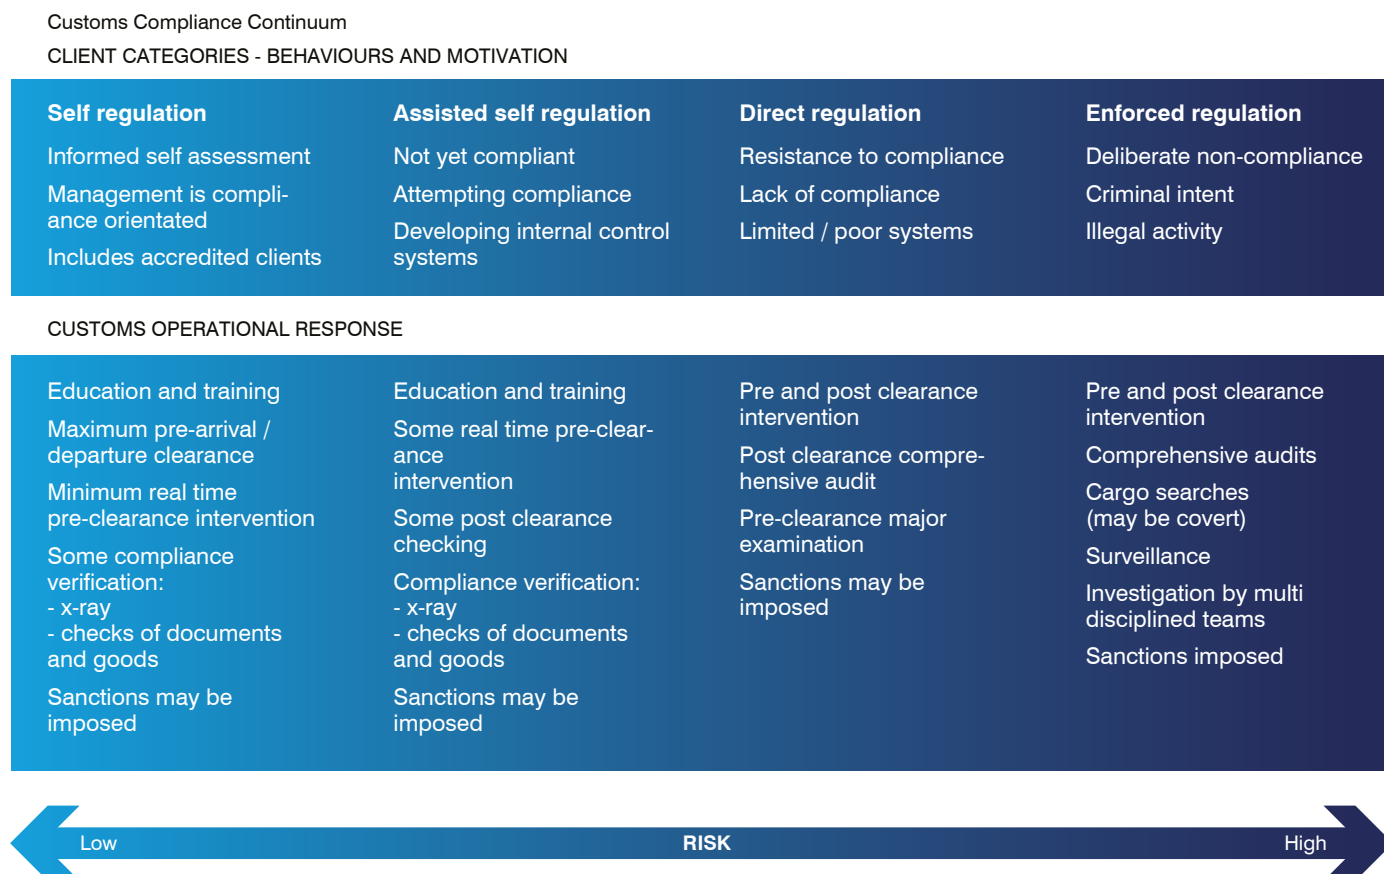 Customs Compliance Continuum
CLIENT CATEGORIES - BEHAVIOURS AND MOTIVATION
Self regulation
Informed self assessment
Management is compli-
ance orientated
Includes accredited clients
Assisted self regulation
Not yet compliant
Attempting compliance
Developing internal control
systems
Direct regulation
Resistance to compliance
Lack of compliance
Limited / poor systems
Enforced regulation
Deliberate non-compliance
Criminal intent
Illegal activity
CUSTOMS OPERATIONAL RESPONSE
Education and training
Maximum pre-arrival /
departure clearance
Minimum real time
pre-clearance intervention
Some compliance
verification:
- x-ray
- checks of documents
and goods
Sanctions may be
imposed
Education and training
Some real time pre-clear-
ance
intervention
Some post clearance
checking
Compliance verification:
- x-ray
- checks of documents
and goods
Sanctions may be
imposed
Pre and post clearance
intervention
Post clearance compre-
hensive audit
Pre-clearance major
examination
Sanctions may be
imposed
Pre and post clearance
intervention
Comprehensive audits
Cargo searches
(may be covert)
Surveillance
Investigation by multi
disciplined teams
Sanctions imposed
Low
RISK
High